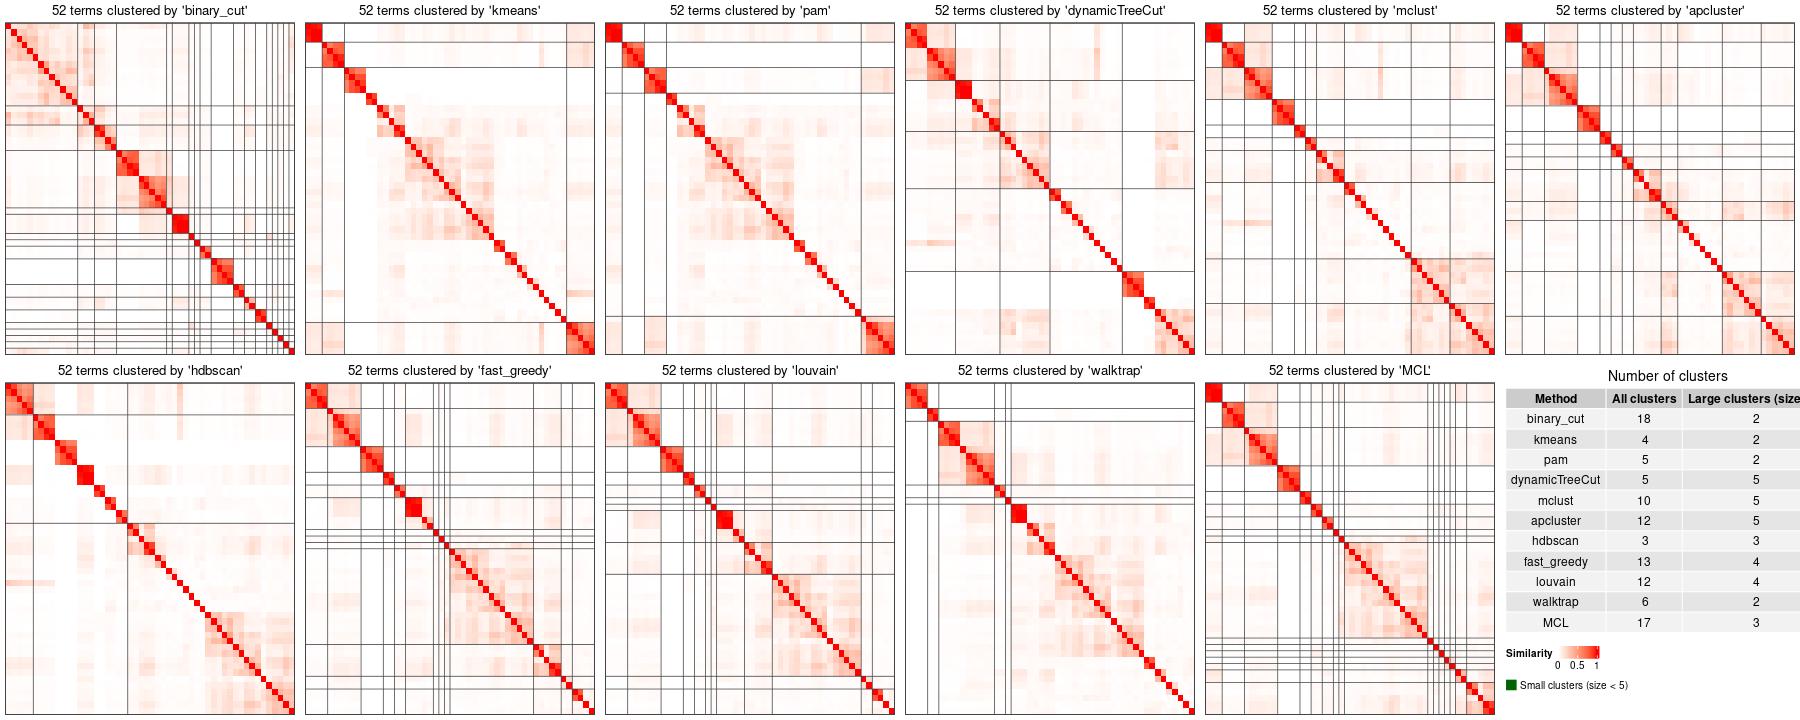 52 terms clustered by 'binary_cut'
52 terms clustered by 'kmeans'
52 terms clustered by 'pam'
52 terms clustered by 'dynamicTreeCut'
52 terms clustered by 'mclust'
52 terms clustered by 'apcluster'
52 terms clustered by 'hdbscan'
52 terms clustered by 'fast_greedy'
52 terms clustered by 'louvain'
52 terms clustered by 'walktrap'
52 terms clustered by 'MCL'
Number of clusters
Method All clusters Large clusters (size
binary_cut 18 2
kmeans 4 2
pam 5 2
dynamicTreeCut 5 5
mclust 10 5
apcluster 12 5
hdbscan 3 3
fast_greedy 13 4
louvain 12 4
walktrap 6 2
MCL 17 3
Similarity
0 0.5 1
Small clusters (size < 5)